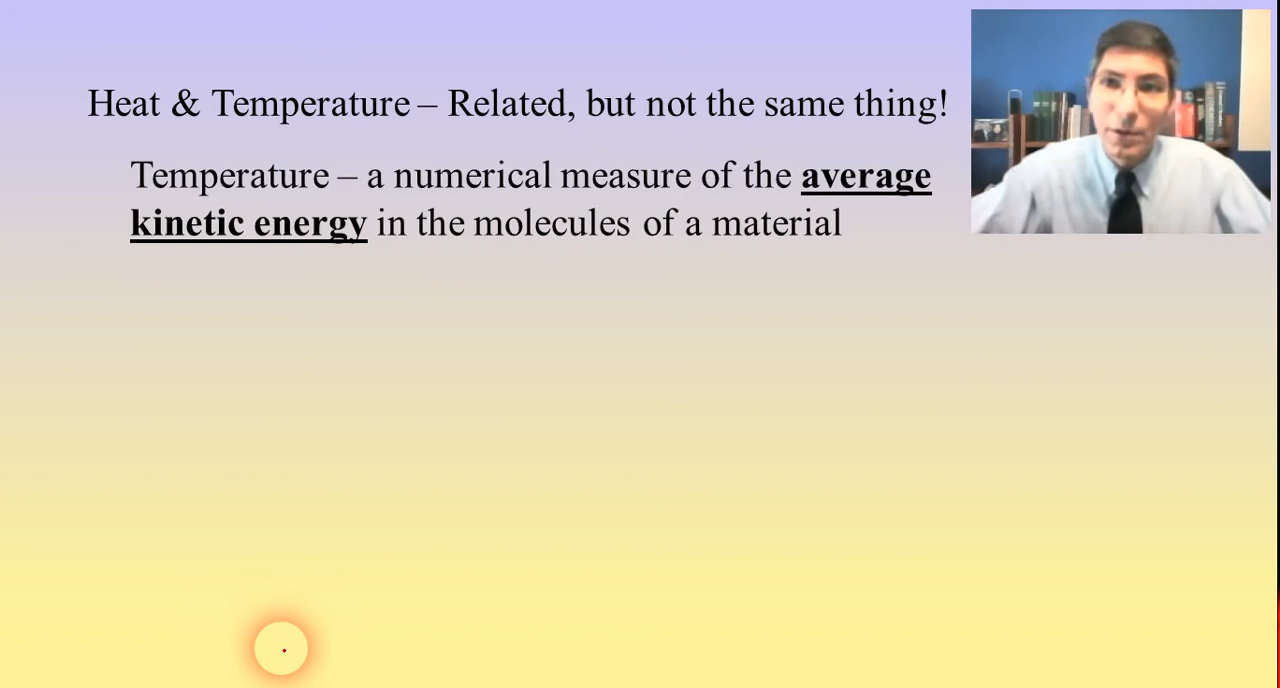 Heat & Temperature – Related, but not the same thing!
Temperature – a numerical measure of the average
kinetic energy in the molecules of a material